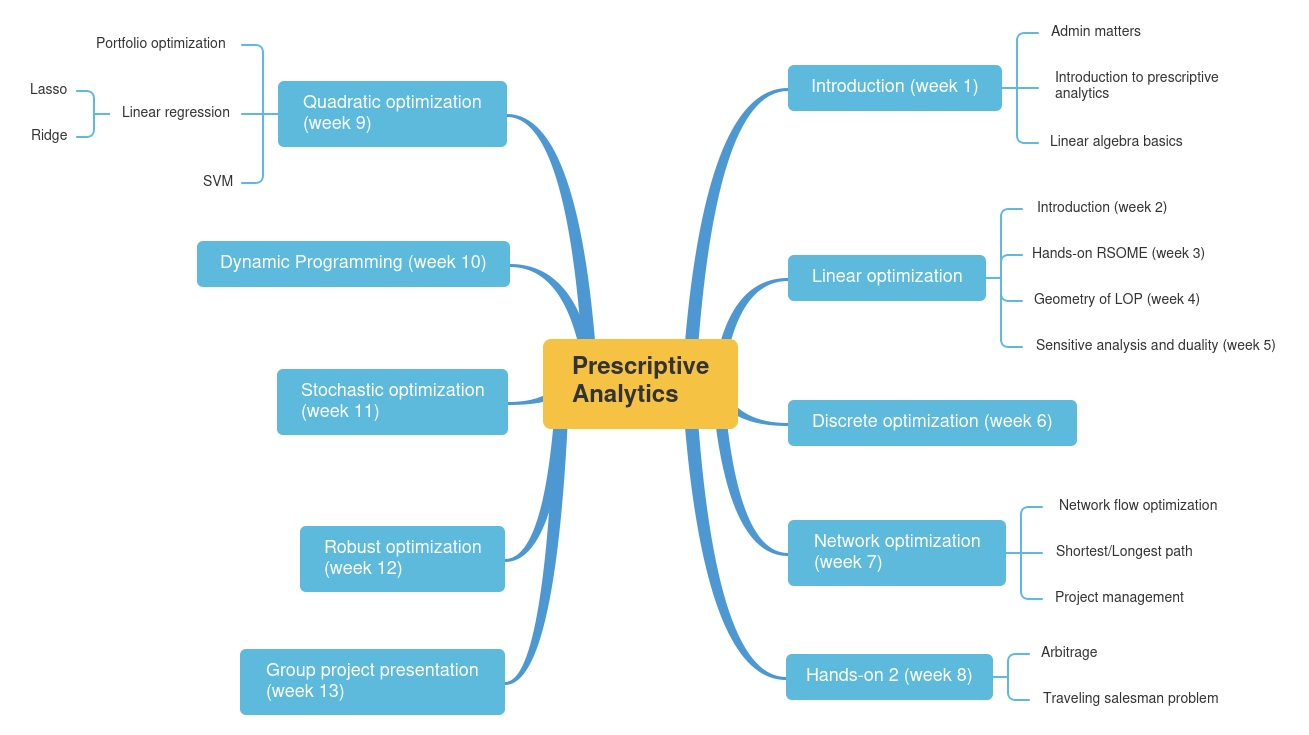 Prescriptive
Analytics
Introduction (week 1)
Admin matters
Introduction to prescriptive
analytics
Linear algebra basics
Linear optimization
Introduction (week 2)
Hands-on RSOME (week 3)
Geometry of LOP (week 4)
Sensitive analysis and duality (week 5)
Discrete optimization (week 6)
Network optimization
(week 7)
Network flow optimization
Shortest/Longest path
Project management
Hands-on 2 (week 8)
Arbitrage
Traveling salesman problem
Quadratic optimization
(week 9)
Portfolio optimization
Linear regression
Lasso
Ridge
SVM
Dynamic Programming (week 10)
Stochastic optimization
(week 11)
Robust optimization
(week 12)
Group project presentation
(week 13)